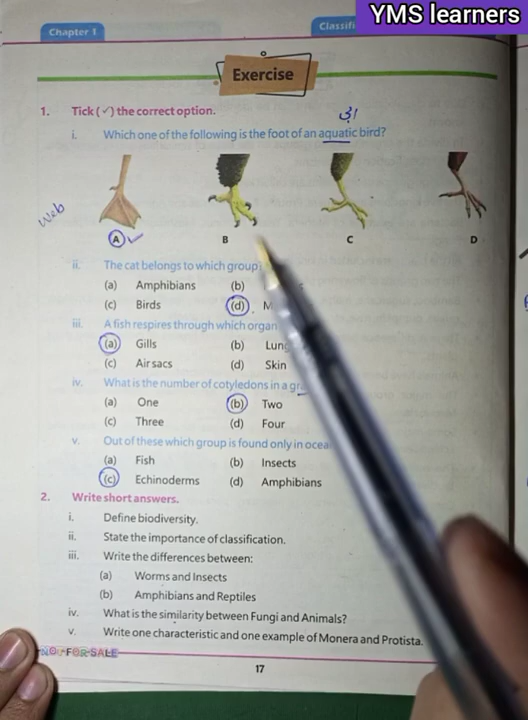 YMS learners
Chapter 1
Classifi
Exercise
1. Tick (✓) the correct option.
آبی
i. Which one of the following is the foot of an aquatic bird?
Web
A ✓ B C D
ii. The cat belongs to which group
(a) Amphibians (b)
(c) Birds (d) M
iii. A fish respires through which organ
(a) Gills (b) Lung
(c) Air sacs (d) Skin
iv. What is the number of cotyledons in a gra
(a) One (b) Two
(c) Three (d) Four
v. Out of these which group is found only in ocea
(a) Fish (b) Insects
(c) Echinoderms (d) Amphibians
2. Write short answers.
i. Define biodiversity.
ii. State the importance of classification.
iii. Write the differences between:
(a) Worms and Insects
(b) Amphibians and Reptiles
iv. What is the similarity between Fungi and Animals?
v. Write one characteristic and one example of Monera and Protista.
NOT FOR SALE
17